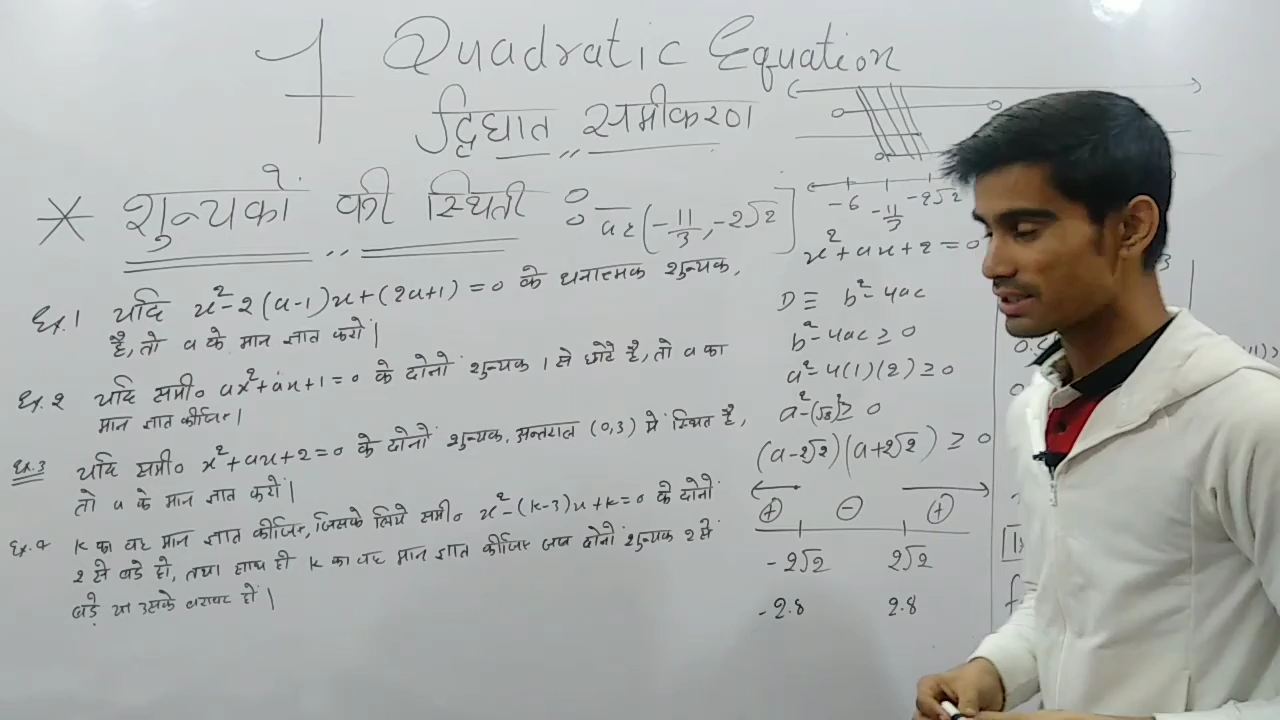 Quadratic Equation
द्विघात समीकरण
* शुन्यकों की स्थिती :
a ∈ (-11/3, -2√2]
Ex.1 यदि x²-2(a-1)x+(2a+1)=0 के धनात्मक शुन्यक,
है, तो a के मान ज्ञात करो|
Ex.2 यदि समी० ax²+ax+1=0 के दोनों शुन्यक 1 से छोटे है, तो a का
मान ज्ञात कीजिए|
Ex.3 यदि समी० x²+ax+2=0 के दोनों शुन्यक, अन्तराल (0,3) में स्थित है,
तो a के मान ज्ञात करो|
Ex.4 k का वह मान ज्ञात कीजिए, जिसके लिये समी० x²-(k-3)x+k=0 के दोनों
2 से बडे हो, तथा साथ ही k का वह मान ज्ञात कीजिए जब दोनों शुन्यक 2 से
बड़े या उसके बराबर हों|
-6 -11/3 -2√2
x²+ax+2=0
D ≡ b²-4ac
b²-4ac≥0
a²-4(1)(2)≥0
a²-(√8)²≥0
(a-2√2)(a+2√2)≥0
+ - +
-2√2 2√2
-2.8 2.8